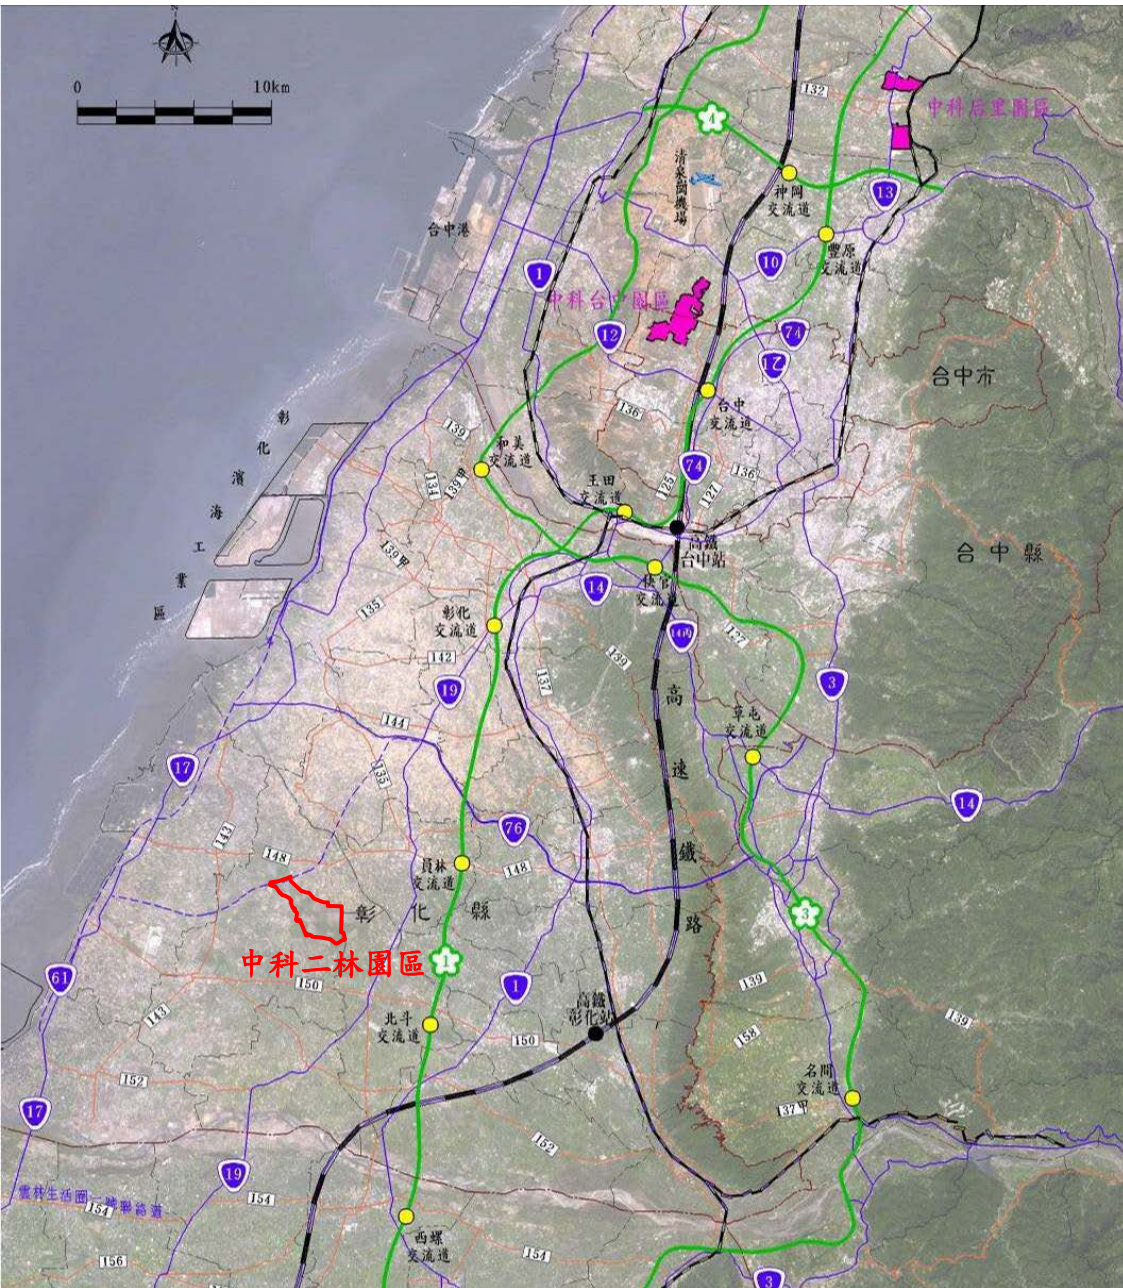 N
0
10km
132
中科后里園區
4
清泉崗機場
神岡
交流道
13
台中港
豐原
交流道
10
1
中科台中園區
12
74
12
台中市
台中
交流道
136
彰化濱海工業區
139
和美
交流道
74
136
134
139甲
王田
交流道
125
127
高鐵
台中站
台中縣
139甲
14
快官
交流道
135
彰化
交流道
127
142
139
137
19
3
高速鐵路
144
草屯
交流道
17
135
14
76
143
148
員林
交流道
148
彰化縣
3
中科二林園區
1
61
150
1
139
高鐵
彰化站
143
北斗
交流道
139
150
158
152
名間
交流道
17
137甲
152
19
雲林生活圈二號聯絡道
154
154
西螺
交流道
154
156
3